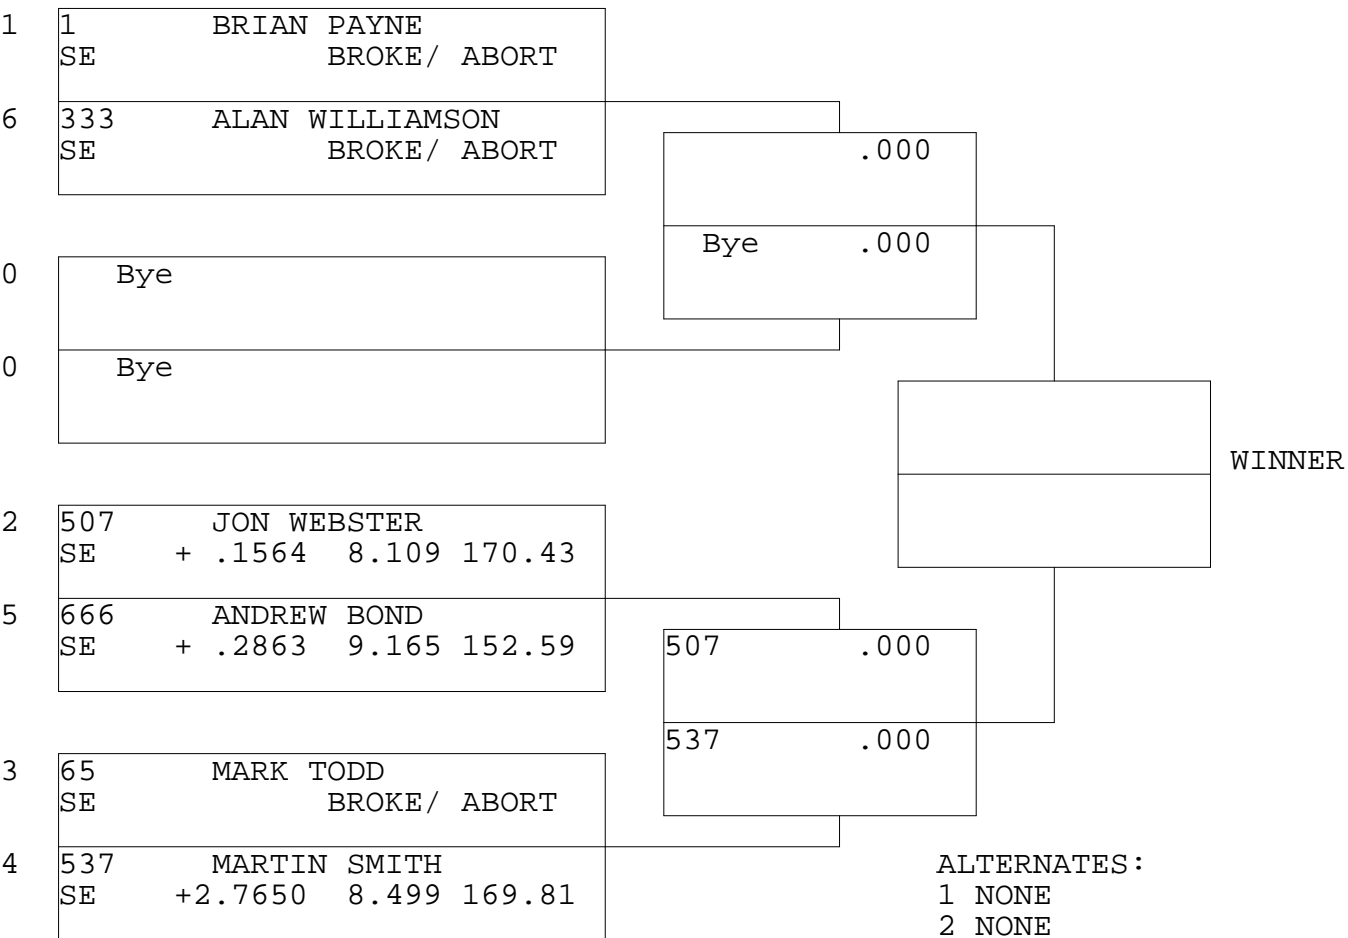 1 1 BRIAN PAYNE
SE BROKE/ ABORT
6 333 ALAN WILLIAMSON
SE BROKE/ ABORT
.000
Bye .000
0 Bye
0 Bye
WINNER
2 507 JON WEBSTER
SE + .1564 8.109 170.43
5 666 ANDREW BOND
SE + .2863 9.165 152.59
507 .000
537 .000
3 65 MARK TODD
SE BROKE/ ABORT
4 537 MARTIN SMITH
SE +2.7650 8.499 169.81
ALTERNATES:
1 NONE
2 NONE